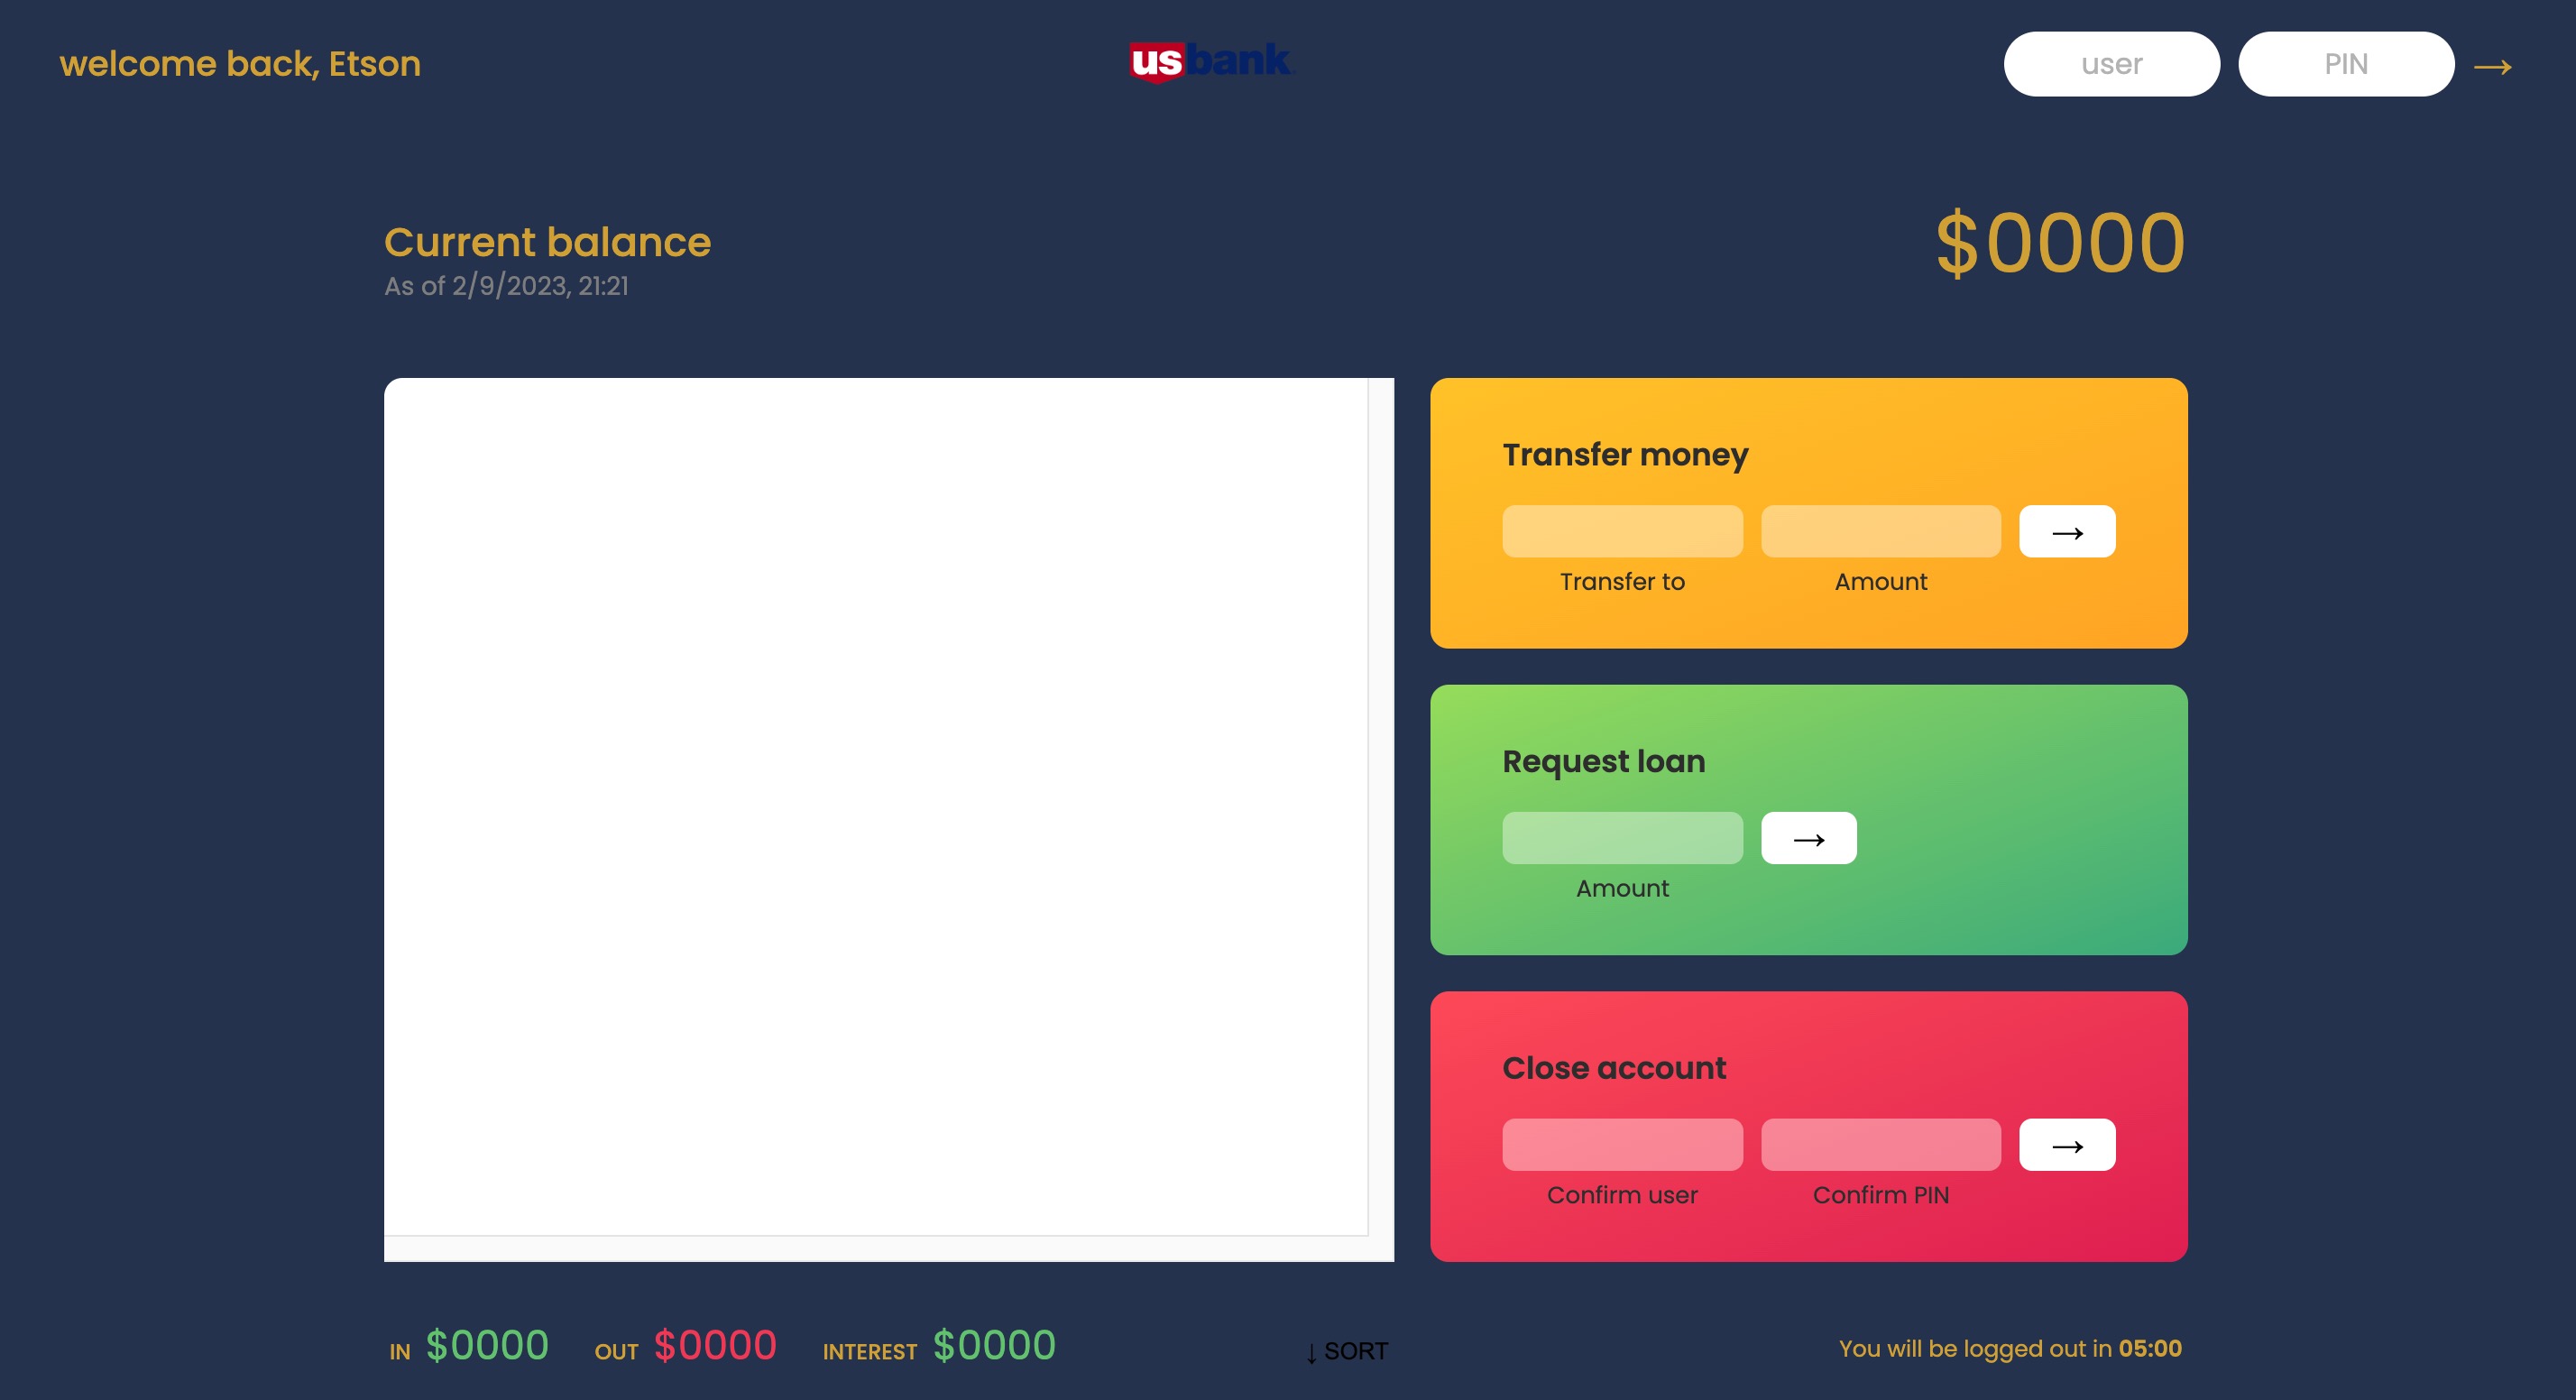 welcome back, Etson
usbank
user
PIN
→
Current balance
As of 2/9/2023, 21:21
$0000
Transfer money
→
Transfer to
Amount
Request loan
→
Amount
Close account
→
Confirm user
Confirm PIN
IN $0000 OUT $0000 INTEREST $0000
↓ SORT
You will be logged out in 05:00